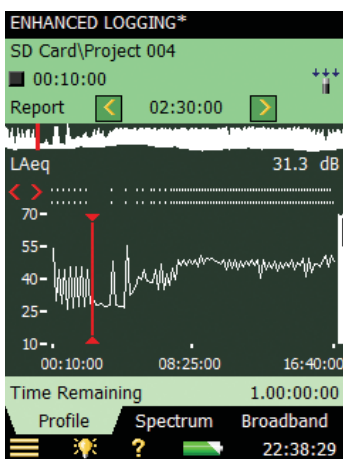 ENHANCED LOGGING*
SD Card\Project 004
00:10:00
Report < 02:30:00 >
LAeq 31.3 dB
< >
70
55
40
25
10
00:10:00 08:25:00 16:40:00
Time Remaining 1.00:00:00
Profile Spectrum Broadband
? 22:38:29